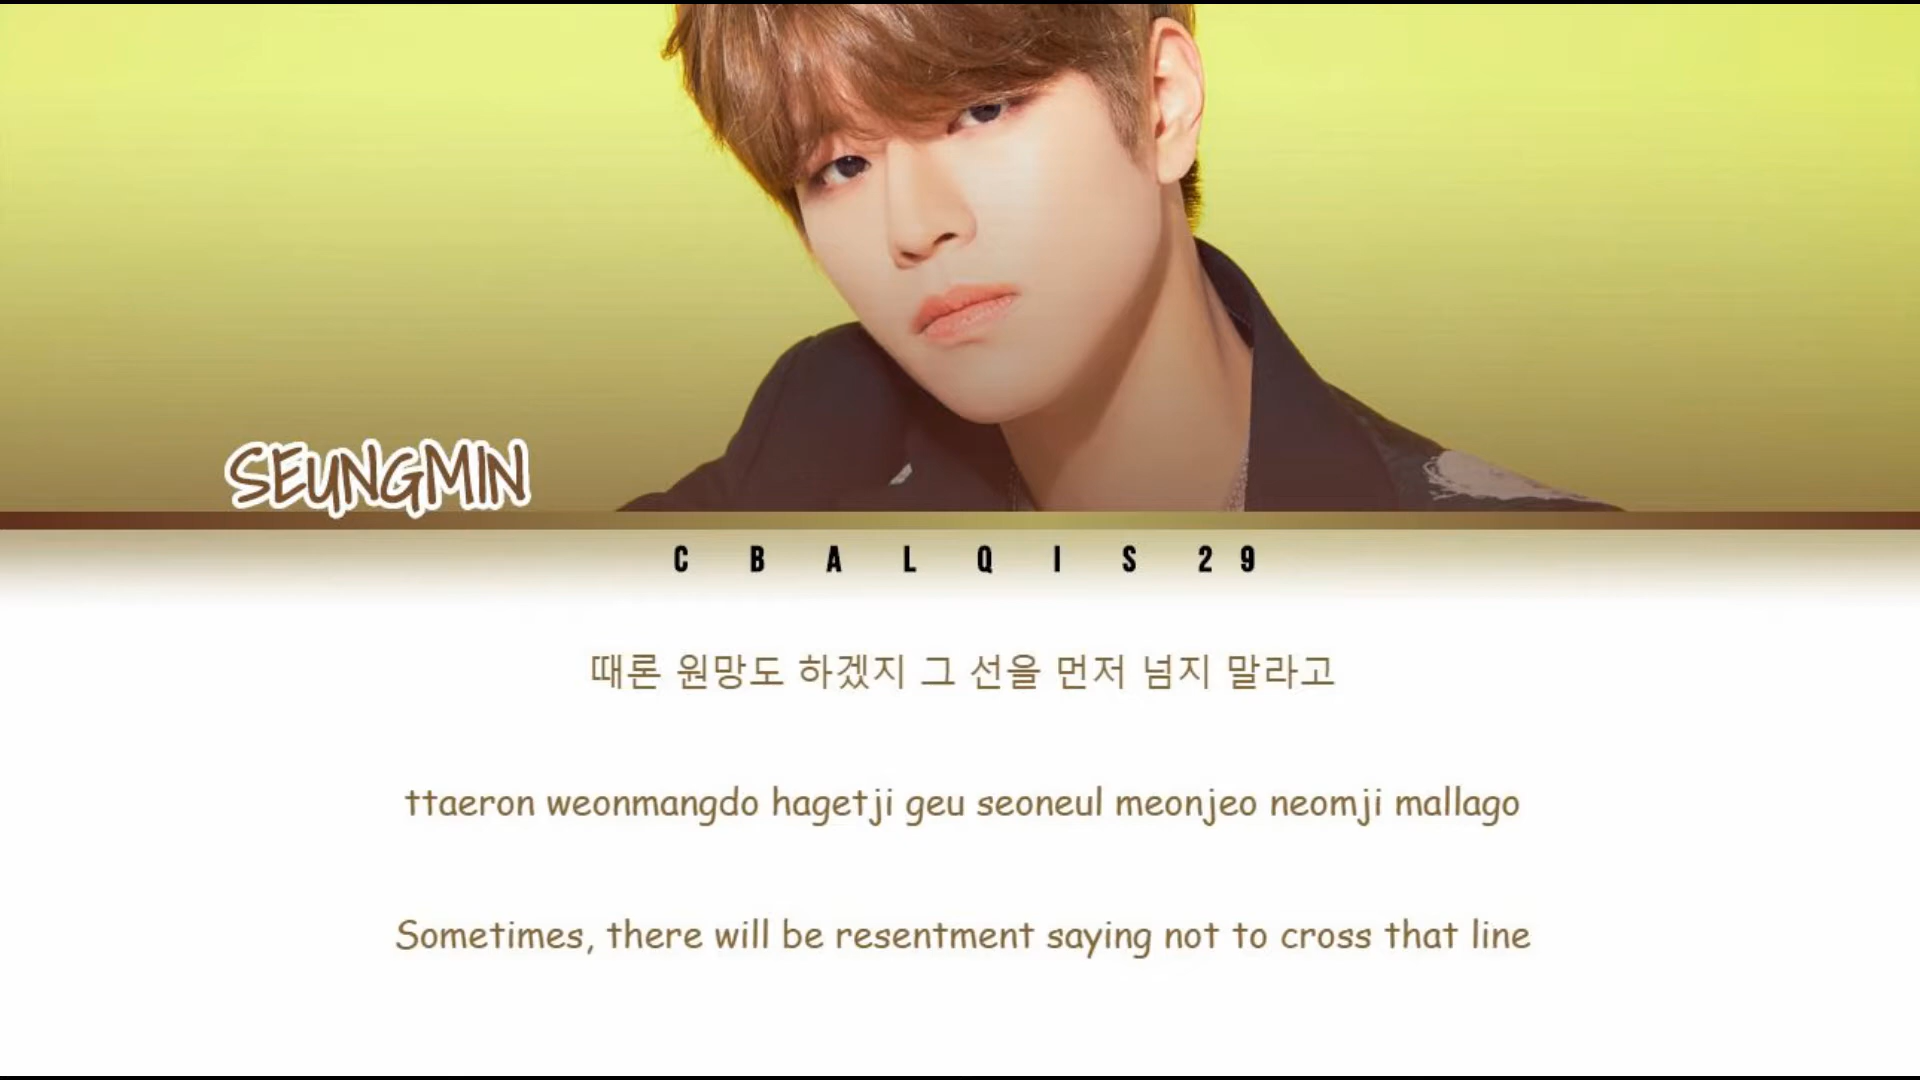 SEUNGMIN
CBALQIS29
때론 원망도 하겠지 그 선을 먼저 넘지 말라고
ttaeron weonmangdo hagetji geu seoneul meonjeo neomji mallago
Sometimes, there will be resentment saying not to cross that line